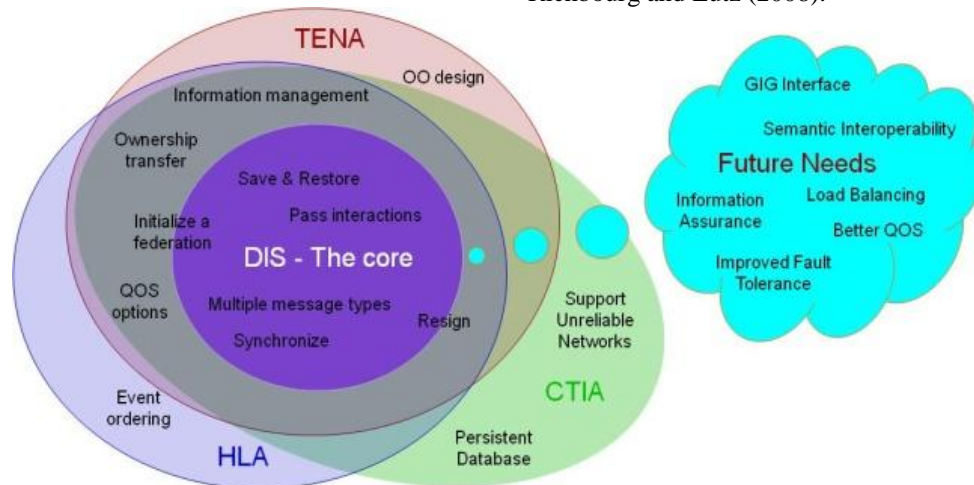 TENA
OO design
Information management
Ownership
transfer
Save & Restore
Pass interactions
Initialize a
federation
DIS - The core
QOS
options
Multiple message types
Resign
Synchronize
Support
Unreliable
Networks
CTIA
Event
ordering
HLA
Persistent
Database
GIG Interface
Semantic Interoperability
Future Needs
Information
Assurance
Load Balancing
Better QOS
Improved Fault
Tolerance